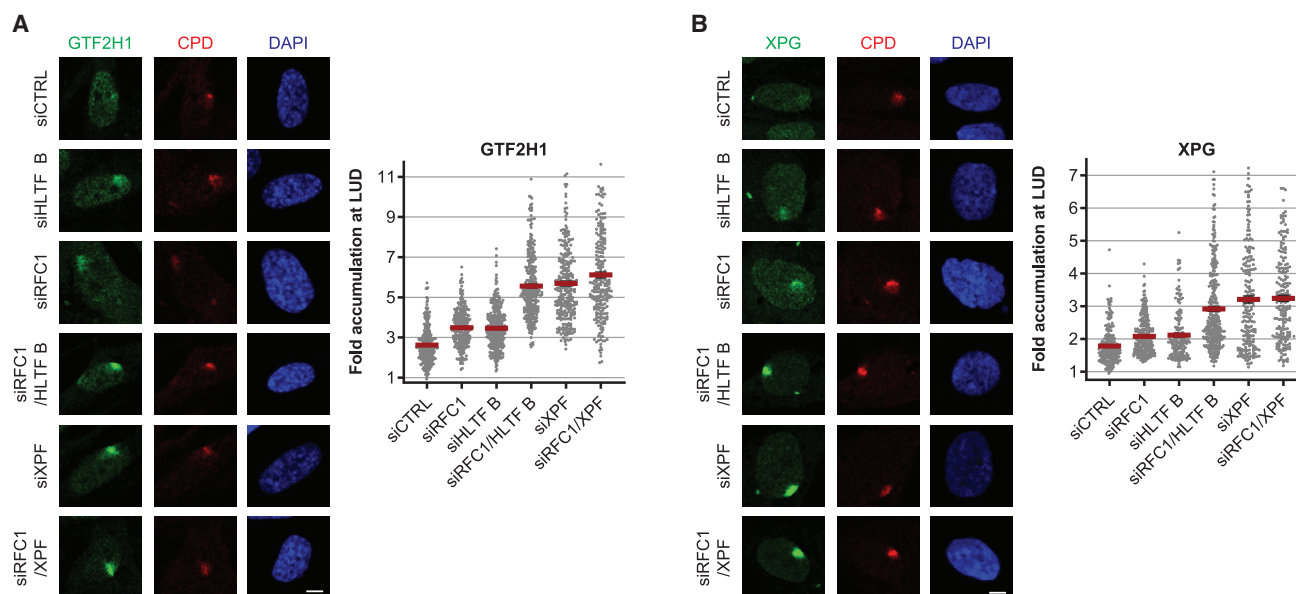 A
GTF2H1 CPD DAPI
siCTRL
siHLTF B
siRFC1
siRFC1
/HLTF B
siXPF
siRFC1
/XPF
GTF2H1
Fold accumulation at LUD
11
9
7
5
3
1
siCTRL
siRFC1
siHLTF B
siRFC1/HLTF B
siXPF
siRFC1/XPF
B
XPG CPD DAPI
siCTRL
siHLTF B
siRFC1
siRFC1
/HLTF B
siXPF
siRFC1
/XPF
XPG
Fold accumulation at LUD
7
6
5
4
3
2
1
siCTRL
siRFC1
siHLTF B
siRFC1/HLTF B
siXPF
siRFC1/XPF